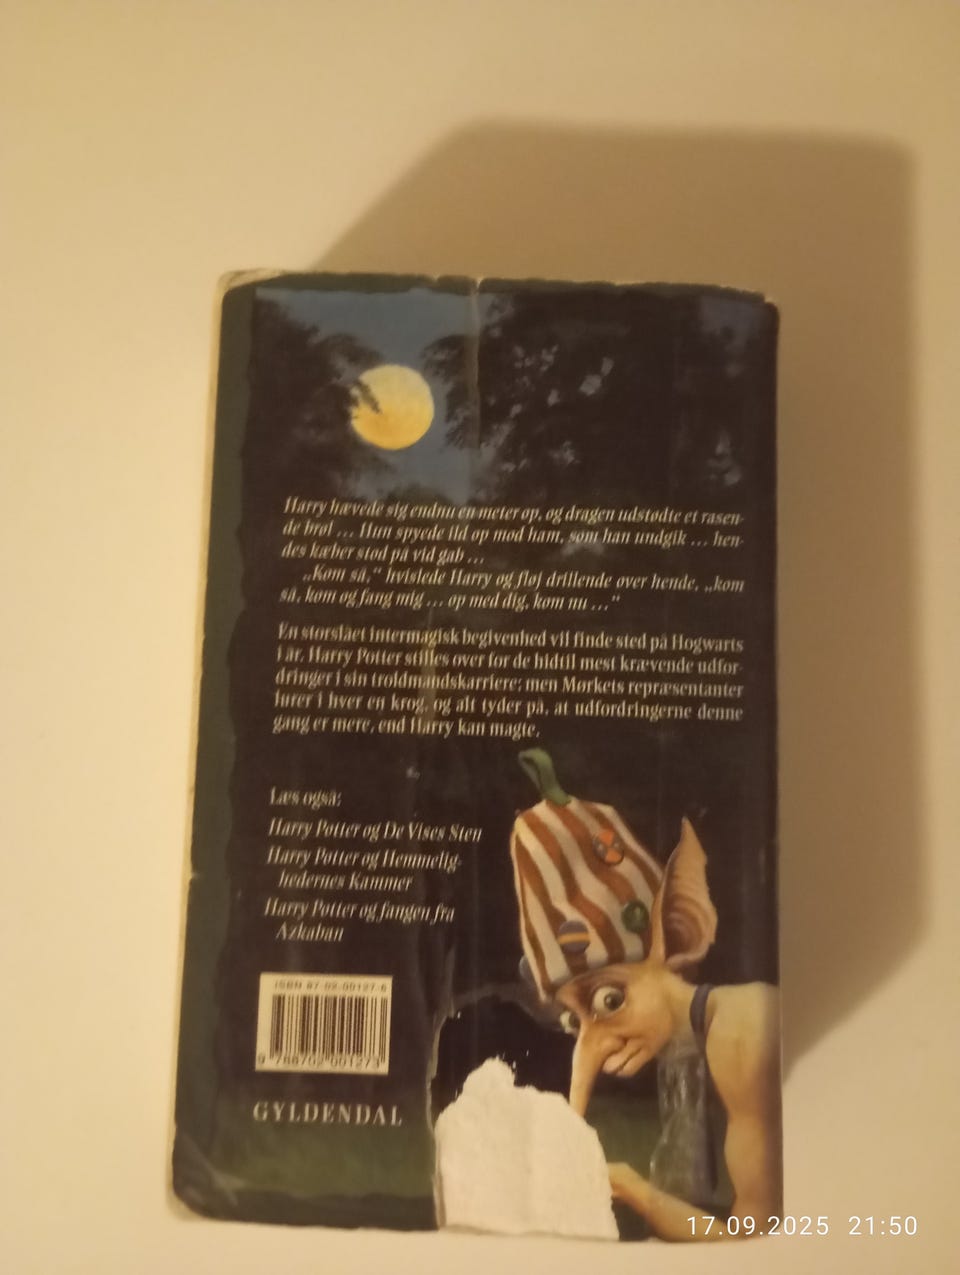 Harry hævede sig endnu en meter op, og dragen udstødte et rasen-
de brøl ... Hun spyede ild op mod ham, som han undgik ... hen-
des kæber stod på vid gab ...
„Kom så,“ hvislede Harry og fløj drillende over hende, „kom
så, kom og fang mig ... op med dig, kom nu ...“
En storslået intermagisk begivenhed vil finde sted på Hogwarts
i år. Harry Potter stilles over for de hidtil mest krævende udfor-
dringer i sin troldmandskarriere; men Mørkets repræsentanter
lurer i hver en krog, og alt tyder på, at udfordringerne denne
gang er mere, end Harry kan magte.
Læs også:
Harry Potter og De Vises Sten
Harry Potter og Hemmelig-
hedernes Kammer
Harry Potter og fangen fra
Azkaban
ISBN 87-02-00127-6
9 788702 001273
GYLDENDAL
17.09.2025 21:50